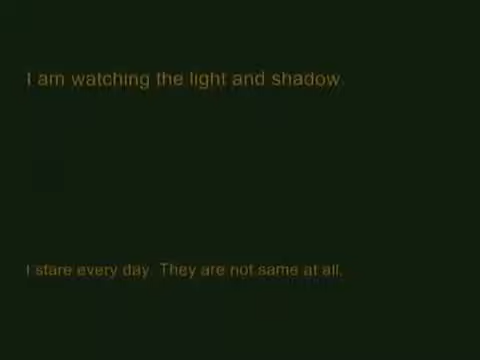 I am watching the light and shadow.
I stare every day. They are not same at all.